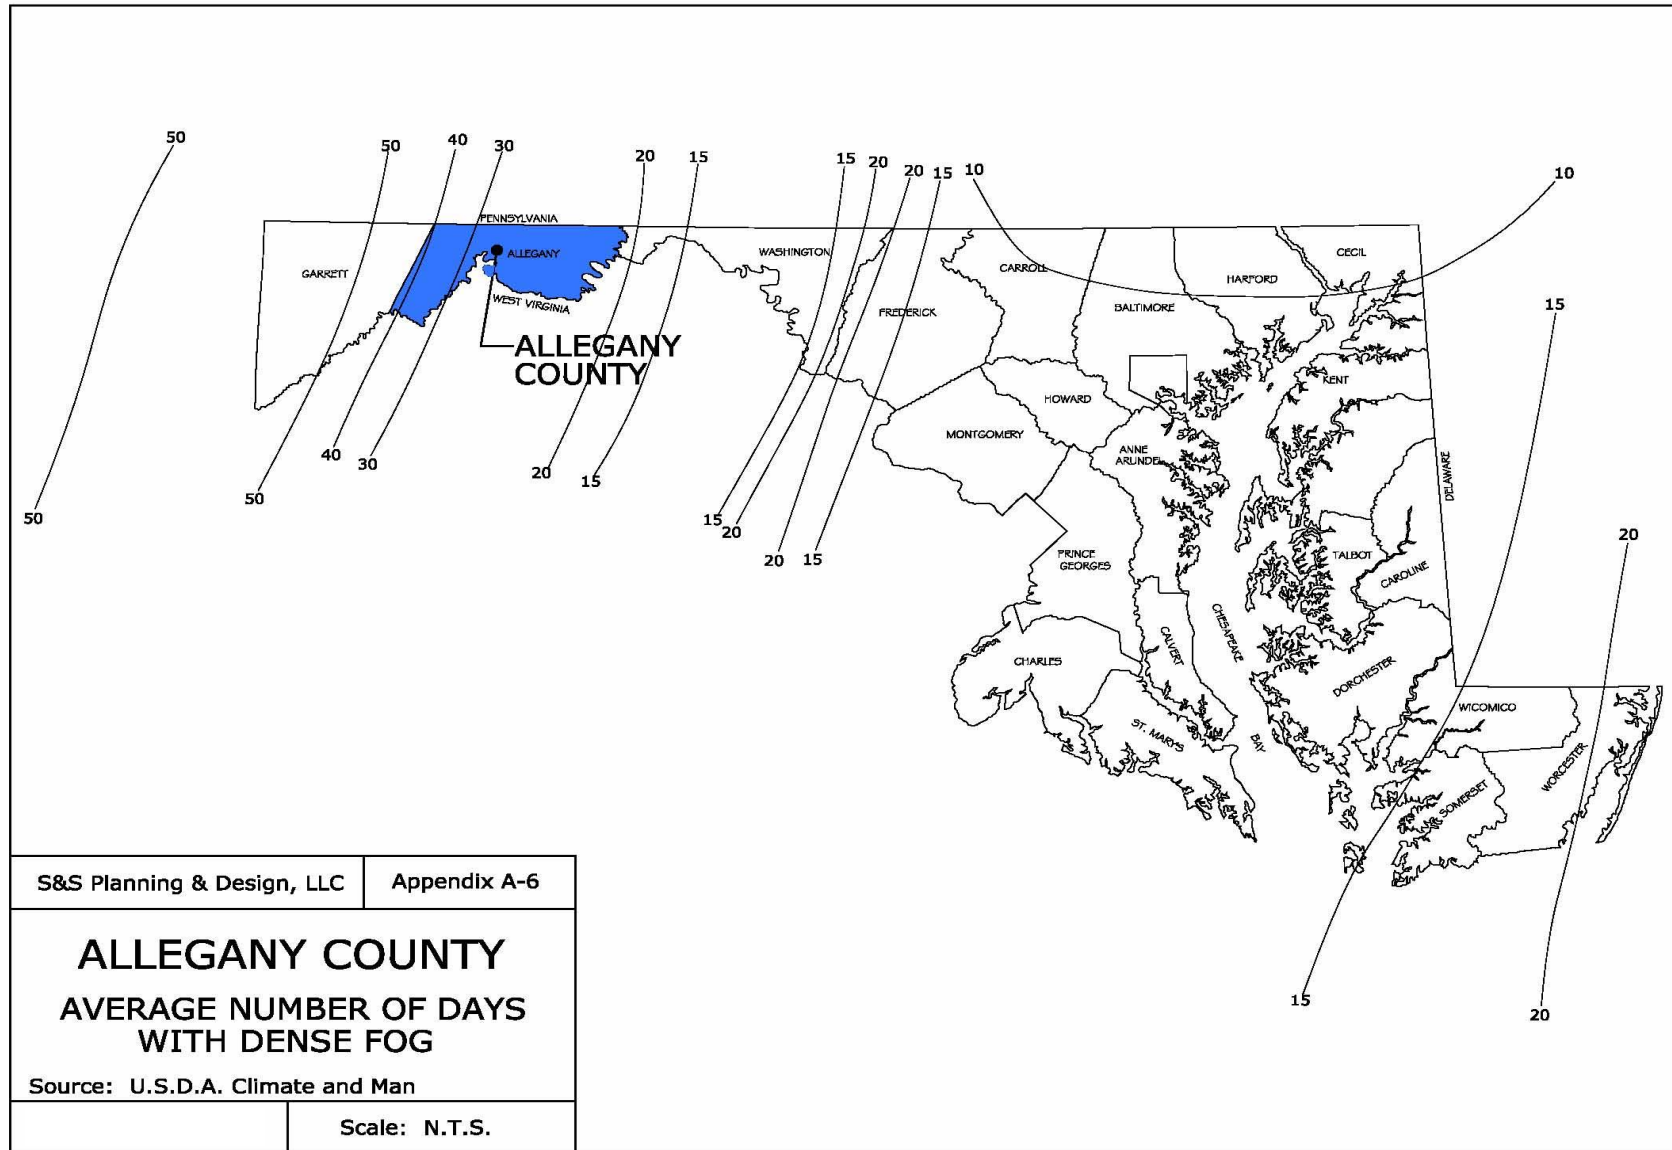 50
50
40
30
20
15
15
20
20
15
10
10
PENNSYLVANIA
GARRETT
ALLEGANY
WEST VIRGINIA
WASHINGTON
FREDERICK
CARROLL
BALTIMORE
HARFORD
CECIL
15
ALLEGANY
COUNTY
KENT
HOWARD
MONTGOMERY
ANNE
ARUNDEL
DELAWARE
40
30
50
20
15
50
15
20
20
15
20
PRINCE
GEORGES
TALBOT
CAROLINE
CHESAPEAKE
BAY
CALVERT
CHARLES
DORCHESTER
ST. MARYS
WICOMICO
WORCESTER
SOMERSET
15
20
S&S Planning & Design, LLC
Appendix A-6
ALLEGANY COUNTY
AVERAGE NUMBER OF DAYS
WITH DENSE FOG
Source: U.S.D.A. Climate and Man
Scale: N.T.S.